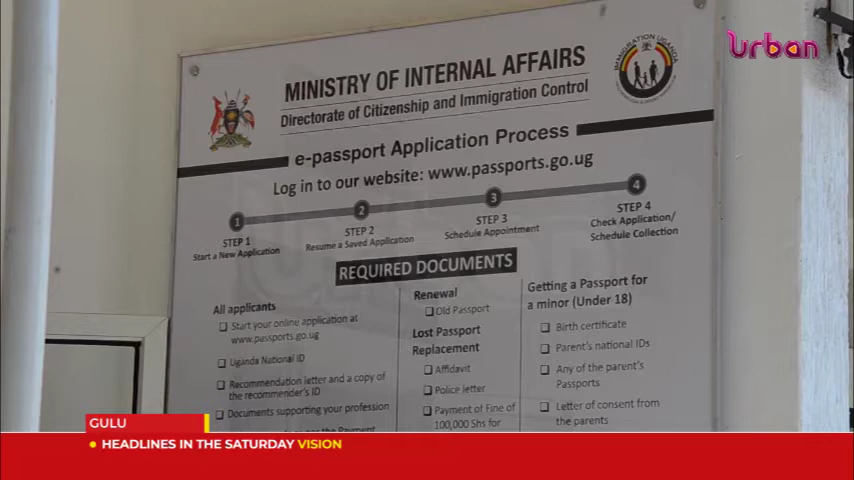 Urban
MINISTRY OF INTERNAL AFFAIRS
Directorate of Citizenship and Immigration Control
IMMIGRATION UGANDA
e-passport Application Process
Log in to our website: www.passports.go.ug
1
2
3
4
STEP 1
Start a New Application
STEP 2
Resume a Saved Application
STEP 3
Schedule Appointment
STEP 4
Check Application/
Schedule Collection
REQUIRED DOCUMENTS
All applicants
Start your online application at
www.passports.go.ug
Uganda National ID
Recommendation letter and a copy of
the recommender's ID
Documents supporting your profession
Renewal
Old Passport
Lost Passport
Replacement
Affidavit
Police letter
Payment of Fine of
100,000 Shs for
Getting a Passport for
a minor (Under 18)
Birth certificate
Parent's national IDs
Any of the parent's
Passports
Letter of consent from
the parents
GULU
HEADLINES IN THE SATURDAY VISION